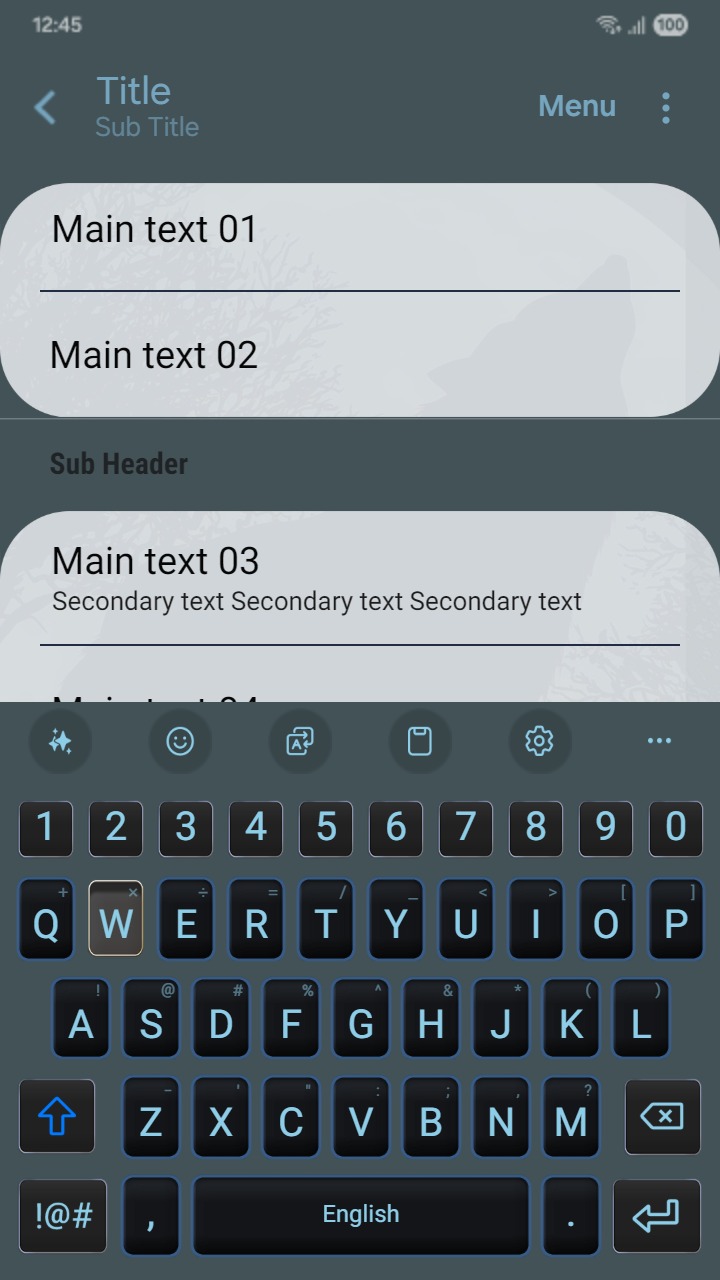 12:45
100
Title
Sub Title
Menu
Main text 01
Main text 02
Sub Header
Main text 03
Secondary text Secondary text Secondary text
1 2 3 4 5 6 7 8 9 0
+ × ÷ = / _ < > [ ]
Q W E R T Y U I O P
! @ # % ^ & * ( )
A S D F G H J K L
- ' " : ; , ?
Z X C V B N M
!@# , English .